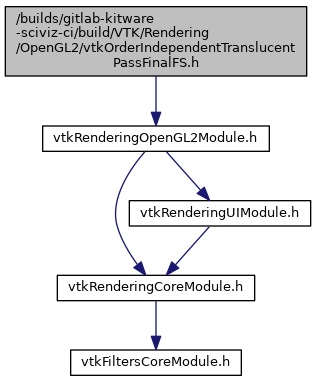 /builds/gitlab-kitware
-sciviz-ci/build/VTK/Rendering
/OpenGL2/vtkOrderIndependentTranslucent
PassFinalFS.h
vtkRenderingOpenGL2Module.h
vtkRenderingUIModule.h
vtkRenderingCoreModule.h
vtkFiltersCoreModule.h